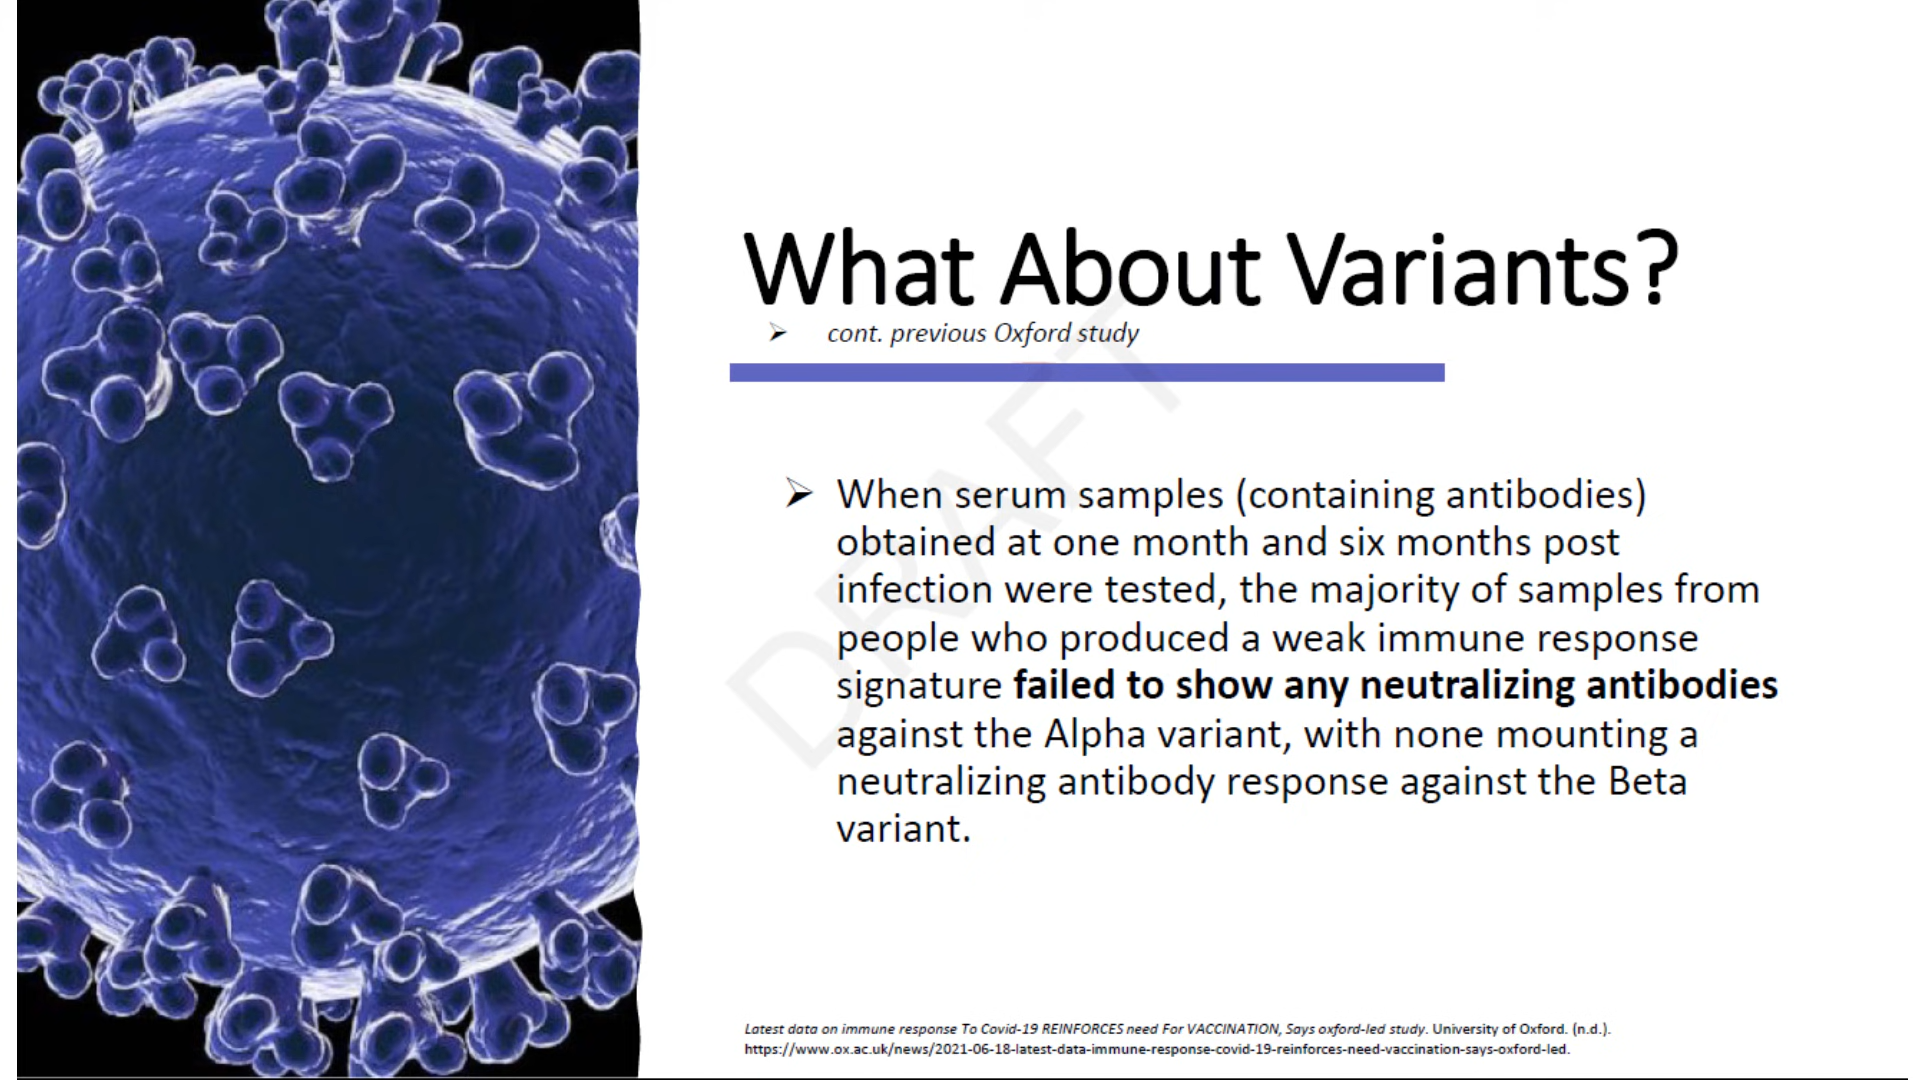 What About Variants?
➢ cont. previous Oxford study
➢ When serum samples (containing antibodies)
obtained at one month and six months post
infection were tested, the majority of samples from
people who produced a weak immune response
signature failed to show any neutralizing antibodies
against the Alpha variant, with none mounting a
neutralizing antibody response against the Beta
variant.
DRAFT
Latest data on immune response To Covid-19 REINFORCES need For VACCINATION, Says oxford-led study. University of Oxford. (n.d.).
https://www.ox.ac.uk/news/2021-06-18-latest-data-immune-response-covid-19-reinforces-need-vaccination-says-oxford-led.